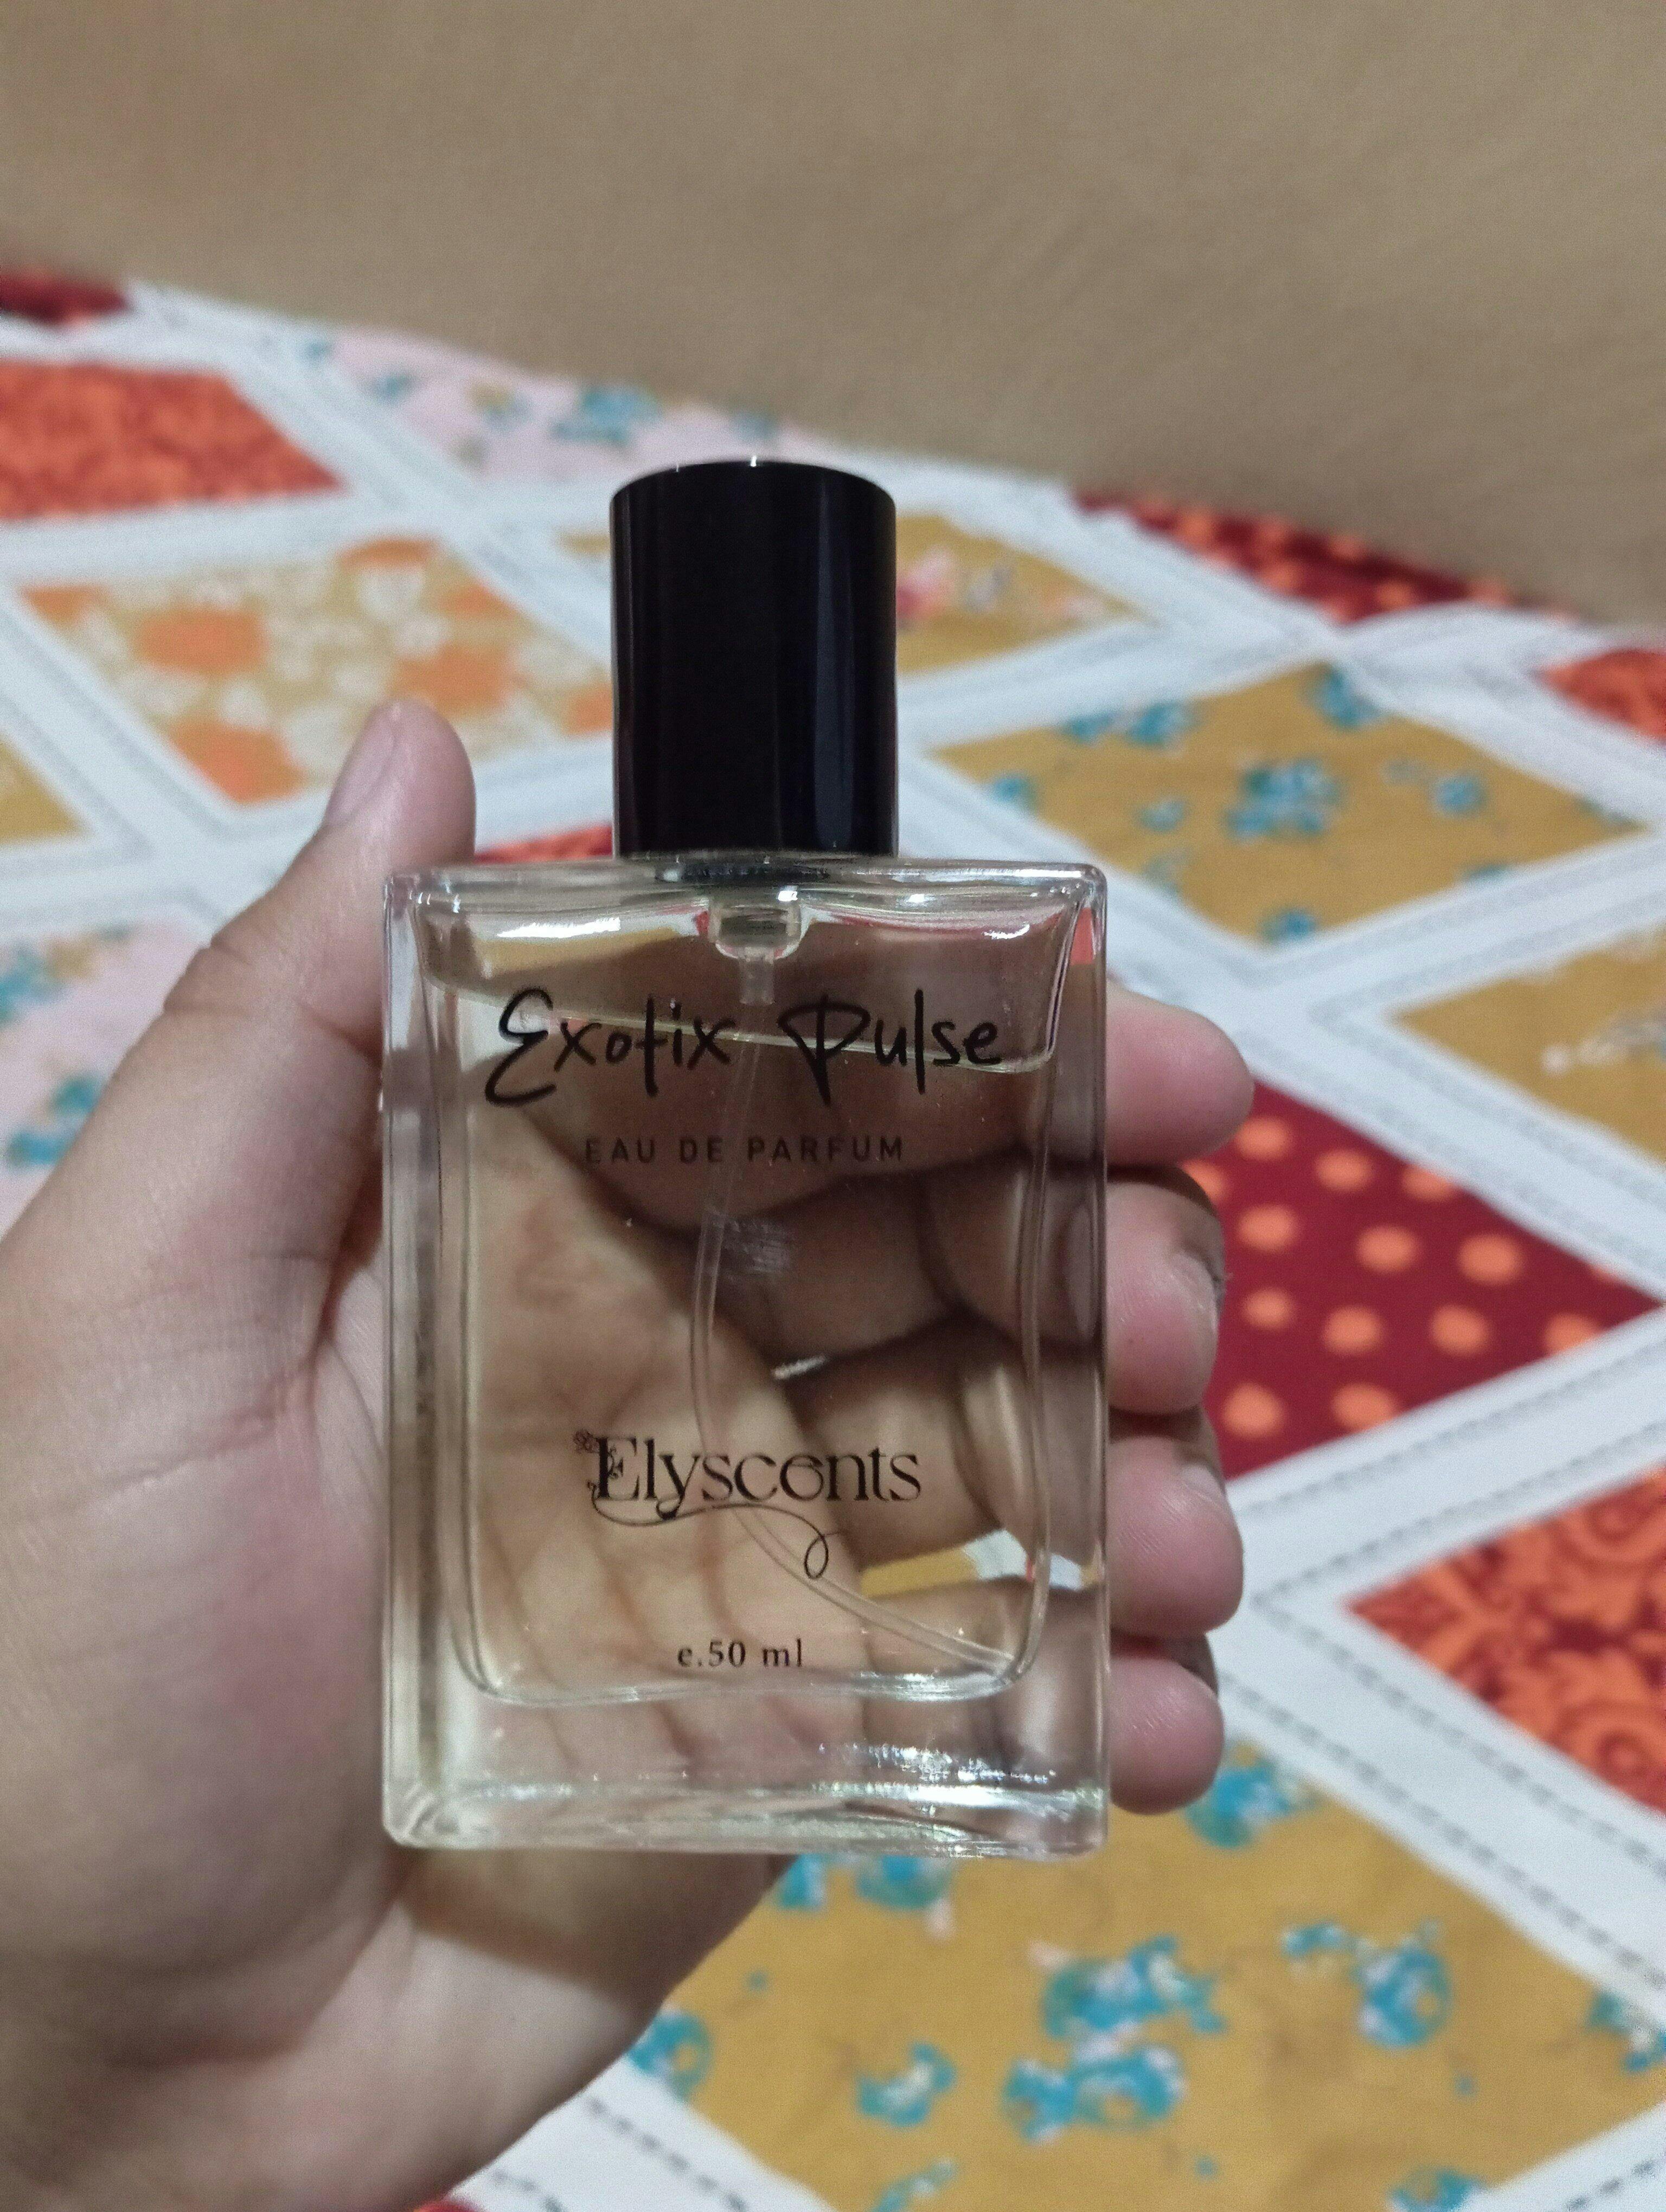 Exotix Pulse
EAU DE PARFUM
Elyscents
e.50 ml